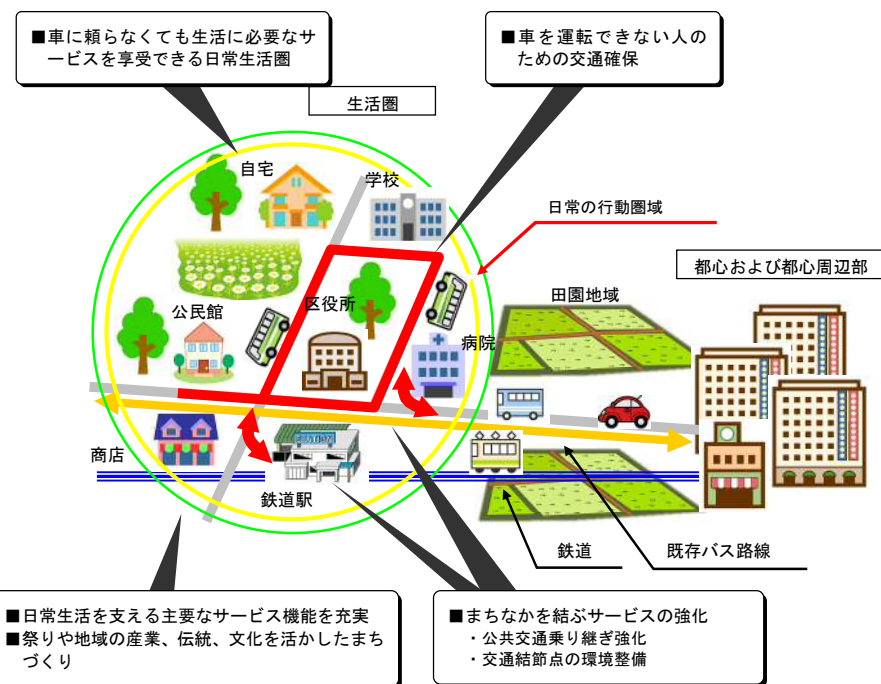 ■車に頼らなくても生活に必要なサ
ービスを享受できる日常生活圏
■車を運転できない人の
ための交通確保
生活圏
自宅
学校
日常の行動圏域
都心および都心周辺部
田園地域
区役所
公民館
病院
商店
STATION
鉄道駅
鉄道
既存バス路線
■日常生活を支える主要なサービス機能を充実
■祭りや地域の産業、伝統、文化を活かしたまち
づくり
■まちなかを結ぶサービスの強化
・公共交通乗り継ぎ強化
・交通結節点の環境整備